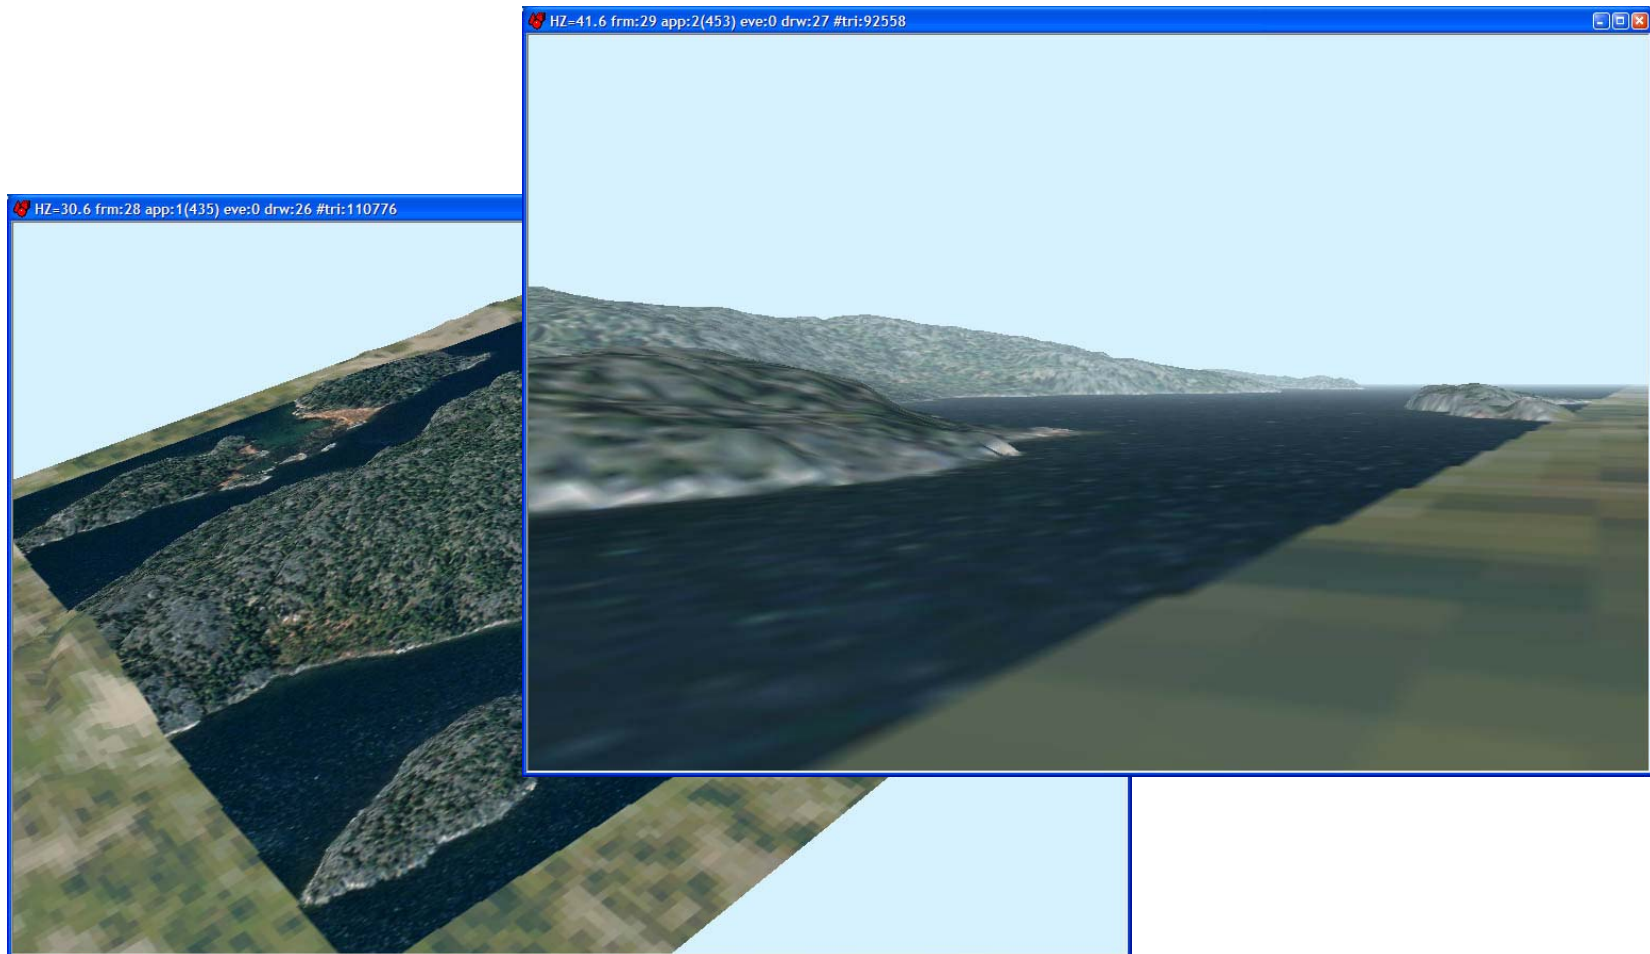 HZ=41.6 frm:29 app:2(453) eve:0 drw:27 #tri:92558
HZ=30.6 frm:28 app:1(435) eve:0 drw:26 #tri:110776